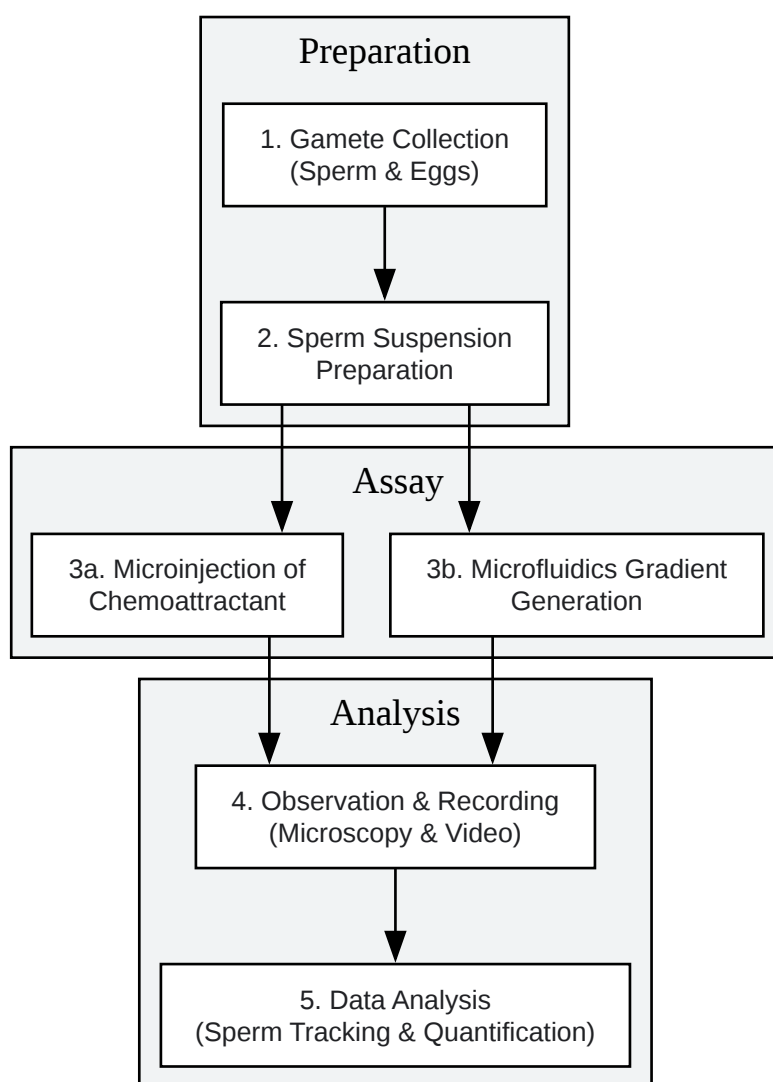 Preparation
1. Gamete Collection
(Sperm & Eggs)
2. Sperm Suspension
Preparation
Assay
3a. Microinjection of
Chemoattractant
3b. Microfluidics Gradient
Generation
Analysis
4. Observation & Recording
(Microscopy & Video)
5. Data Analysis
(Sperm Tracking & Quantification)